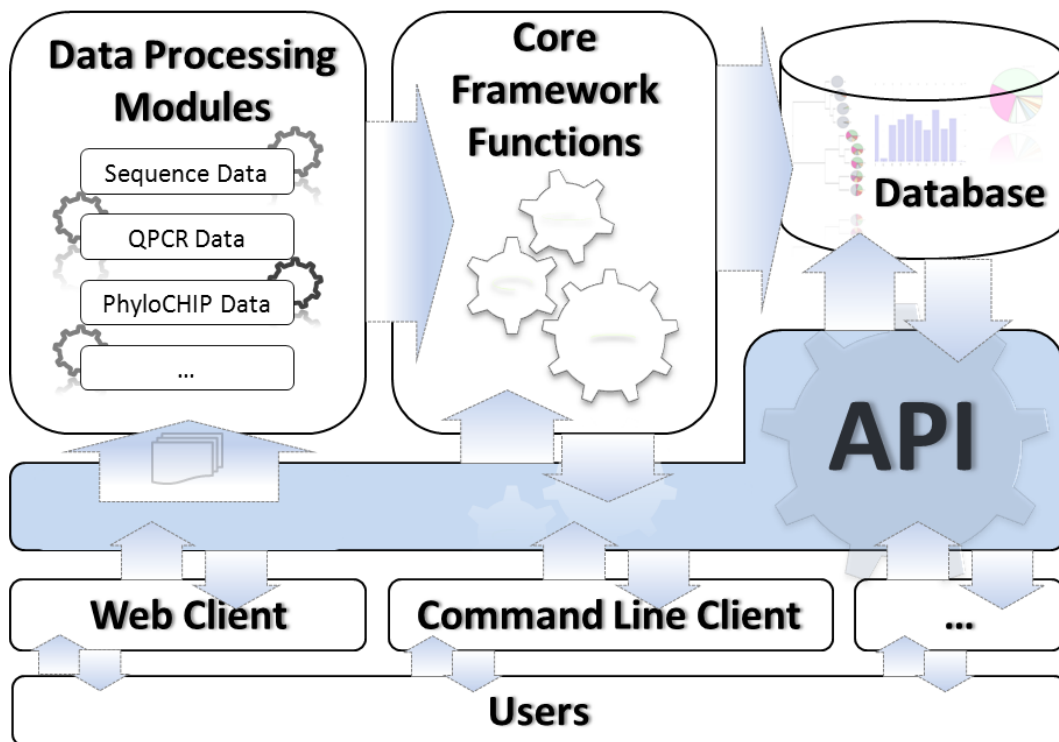 Data Processing
Modules
Sequence Data
QPCR Data
PhyloCHIP Data
...
Core
Framework
Functions
Database
API
Web Client
Command Line Client
...
Users